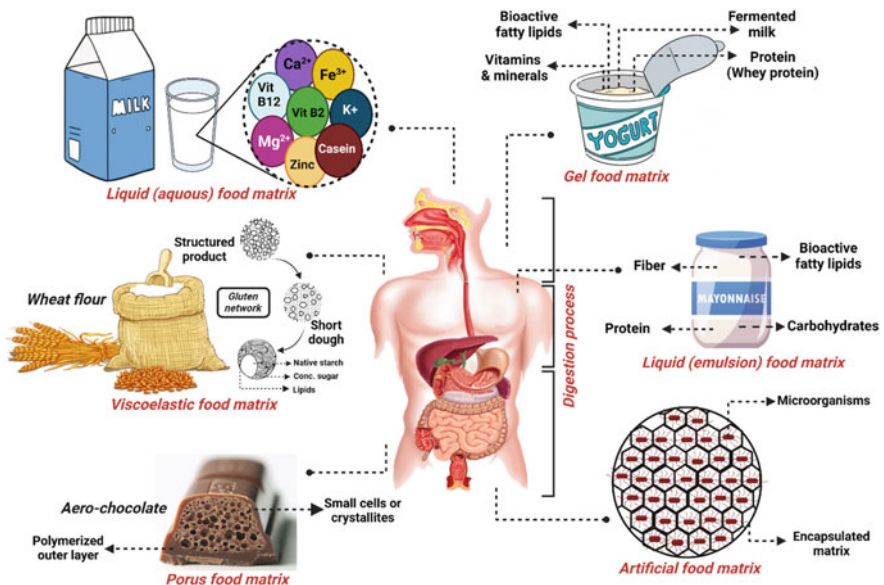 MILK
Ca2+
Fe3+
Vit
B12
Vit B2
K+
Mg2+
Zinc
Casein
Liquid (aquous) food matrix
Bioactive
fatty lipids
Vitamins
& minerals
Fermented
milk
Protein
(Whey protein)
YOGURT
Gel food matrix
Structured
product
Wheat flour
Gluten
network
Short
dough
Native starch
Conc. sugar
Lipids
Viscoelastic food matrix
Digestion process
Fiber
Bioactive
fatty lipids
MAYONNAISE
Protein
Carbohydrates
Liquid (emulsion) food matrix
Aero-chocolate
Small cells or
crystallites
Polymerized
outer layer
Porus food matrix
Microorganisms
Encapsulated
matrix
Artificial food matrix